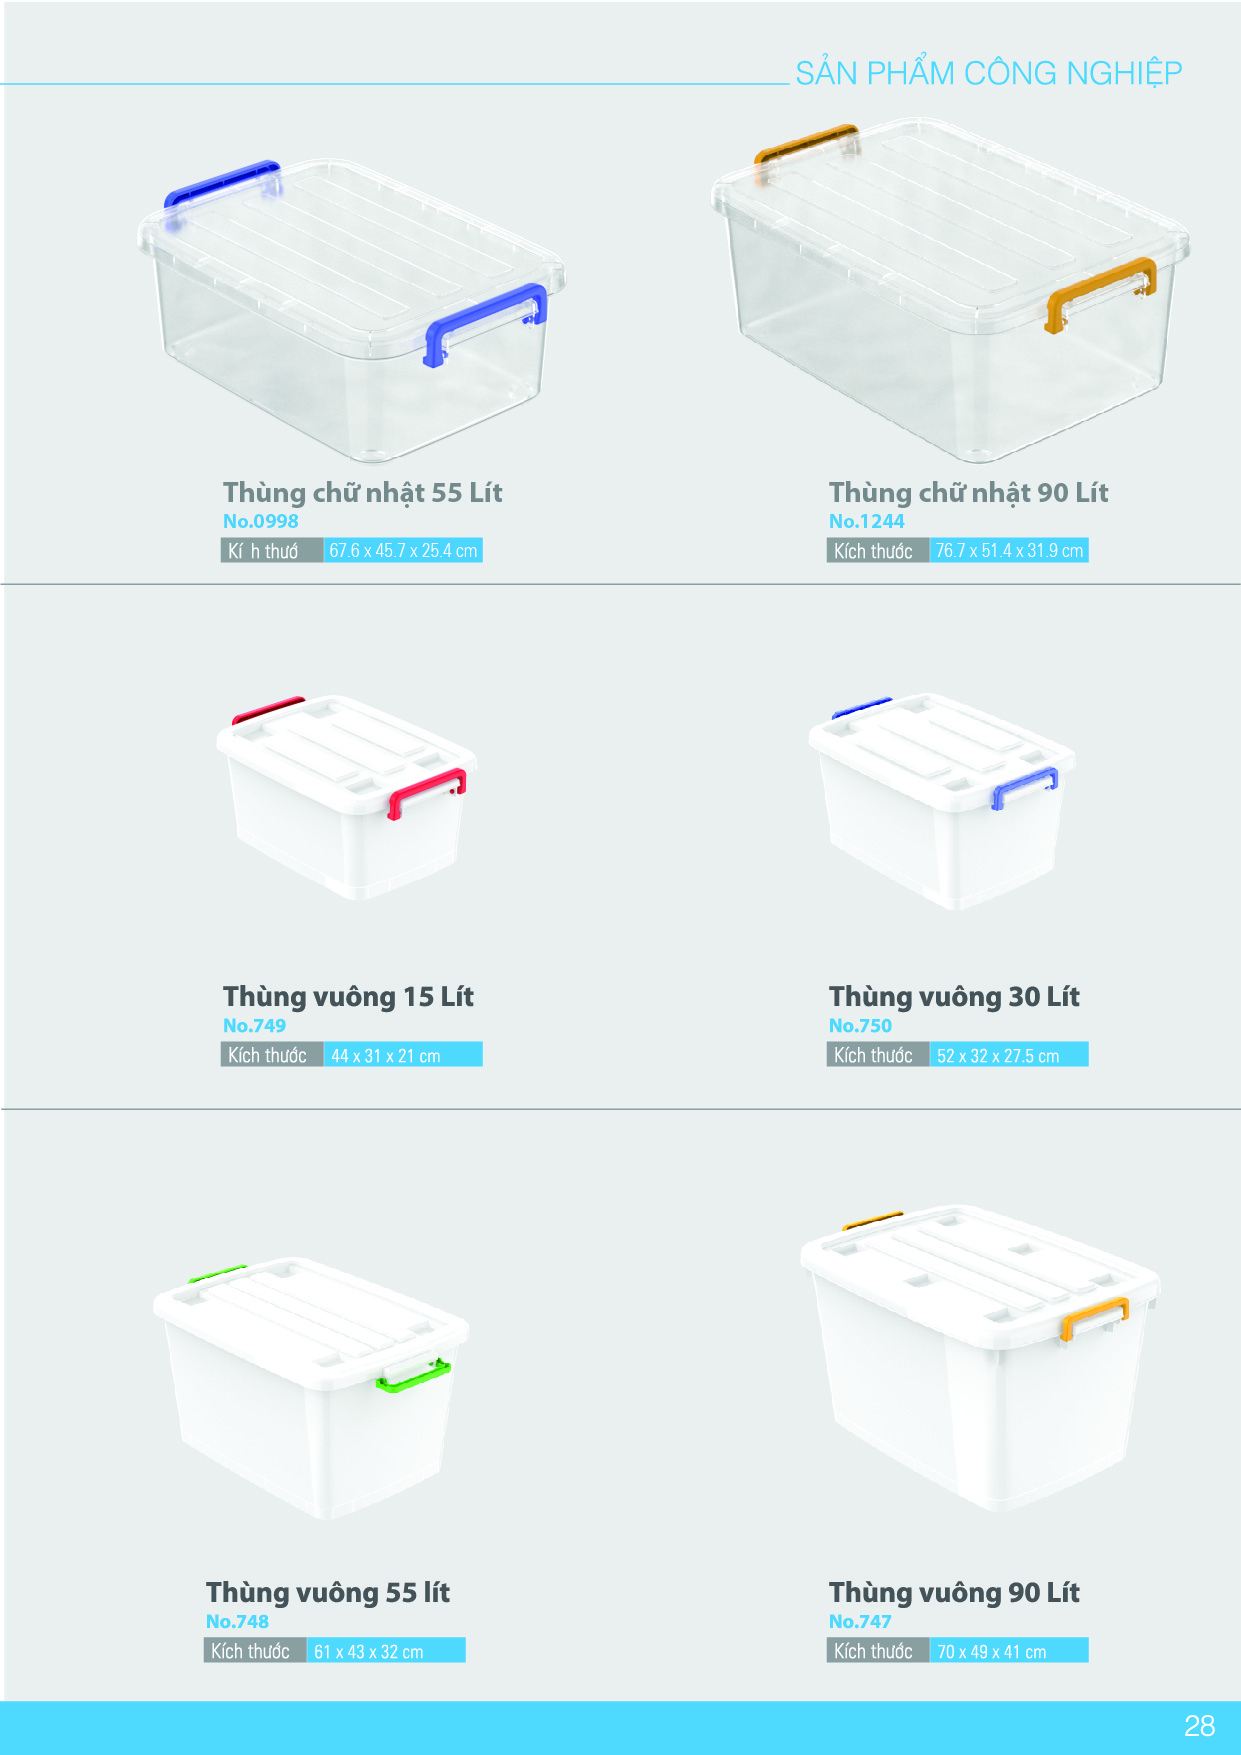 SẢN PHẨM CÔNG NGHIỆP
Thùng chữ nhật 55 Lít
No.0998
Kí h thướ 67.6 x 45.7 x 25.4 cm
Thùng chữ nhật 90 Lít
No.1244
Kích thước 76.7 x 51.4 x 31.9 cm
Thùng vuông 15 Lít
No.749
Kích thước 44 x 31 x 21 cm
Thùng vuông 30 Lít
No.750
Kích thước 52 x 32 x 27.5 cm
Thùng vuông 55 lít
No.748
Kích thước 61 x 43 x 32 cm
Thùng vuông 90 Lít
No.747
Kích thước 70 x 49 x 41 cm
28